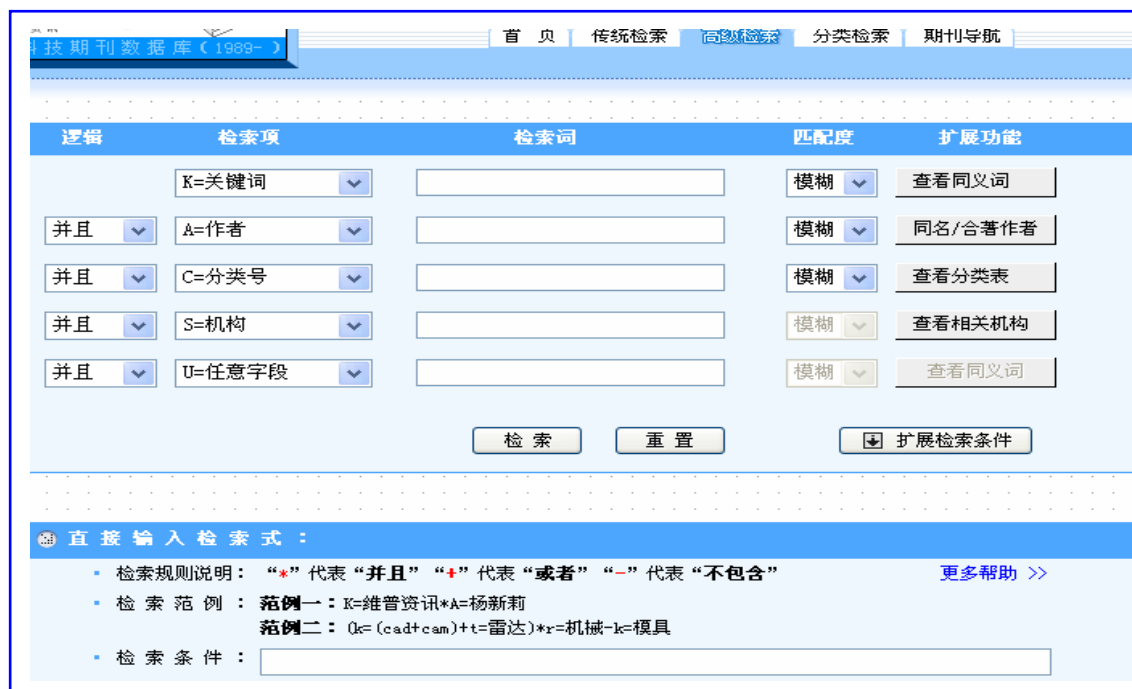 科技期刊数据库(1989- )
首 页 传统检索 高级检索 分类检索 期刊导航
逻辑 检索项 检索词 匹配度 扩展功能
K=关键词 模糊 查看同义词
并且 A=作者 模糊 同名/合著作者
并且 C=分类号 模糊 查看分类表
并且 S=机构 模糊 查看相关机构
并且 U=任意字段 模糊 查看同义词
检 索 重 置 扩展检索条件
直 接 输 入 检 索 式 :
检索规则说明: “*”代表“并且” “+”代表“或者” “-”代表“不包含” 更多帮助 >>
检 索 范 例 : 范例一:K=维普资讯*A=杨新莉
范例二:(k=(cad+cam)+t=雷达)*r=机械-k=模具
检 索 条 件 :